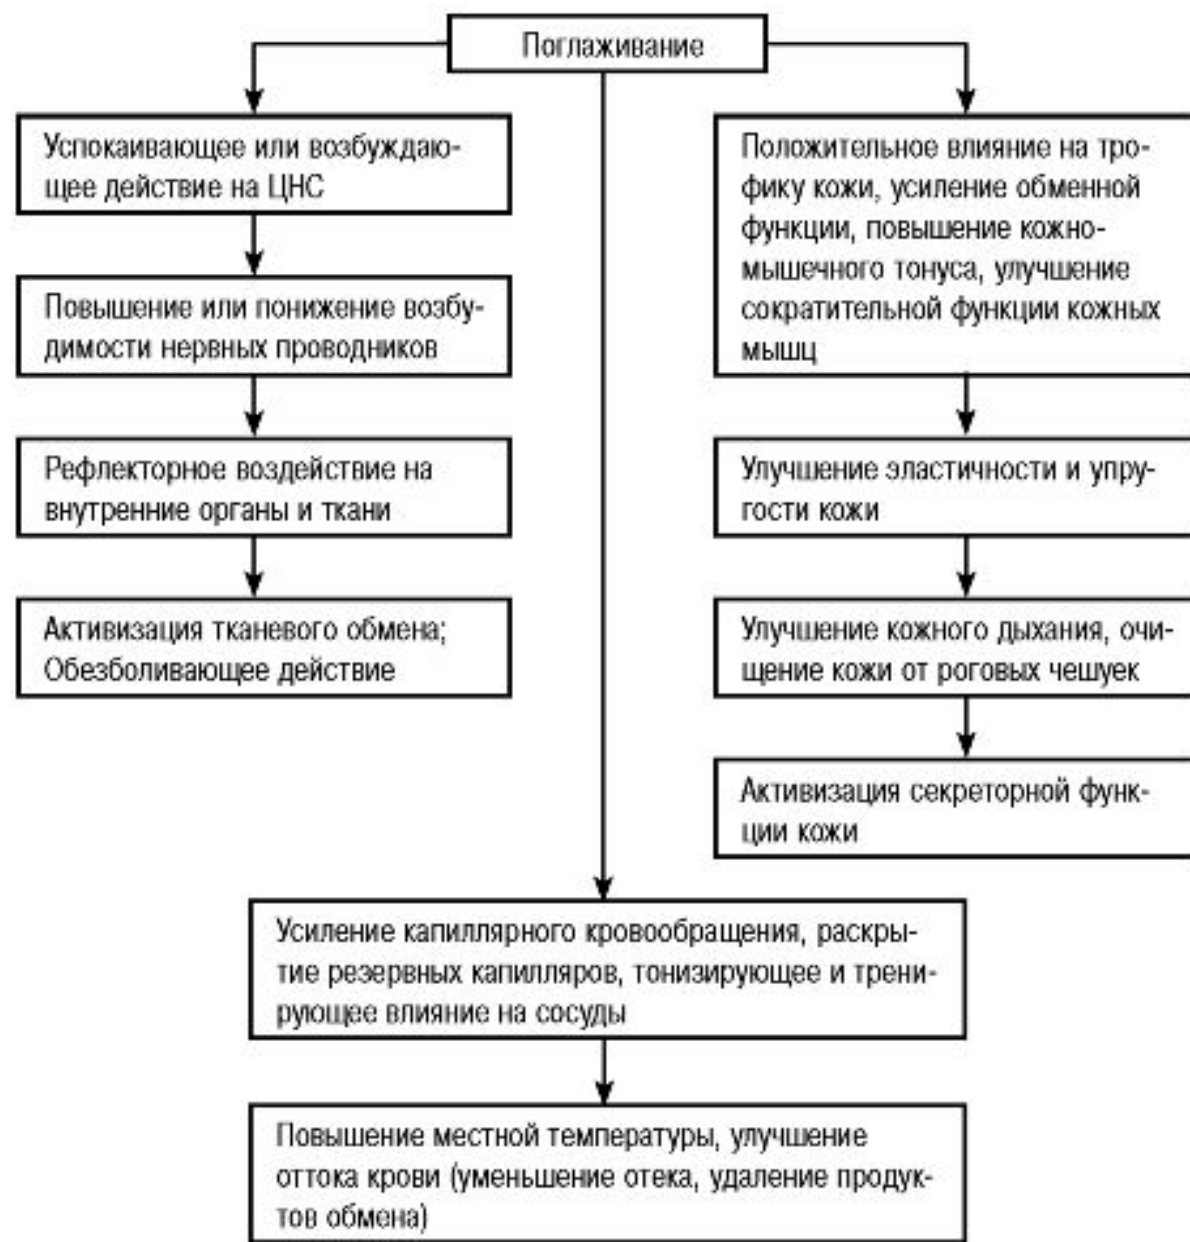 Поглаживание
Успокаивающее или возбуждаю-
щее действие на ЦНС
Повышение или понижение возбу-
димости нервных проводников
Рефлекторное воздействие на
внутренние органы и ткани
Активизация тканевого обмена;
Обезболивающее действие
Положительное влияние на тро-
фику кожи, усиление обменной
функции, повышение кожно-
мышечного тонуса, улучшение
сократительной функции кожных
мышц
Улучшение эластичности и упру-
гости кожи
Улучшение кожного дыхания, очи-
щение кожи от роговых чешуек
Активизация секреторной функ-
ции кожи
Усиление капиллярного кровообращения, раскры-
тие резервных капилляров, тонизирующее и трени-
рующее влияние на сосуды
Повышение местной температуры, улучшение
оттока крови (уменьшение отека, удаление продук-
тов обмена)